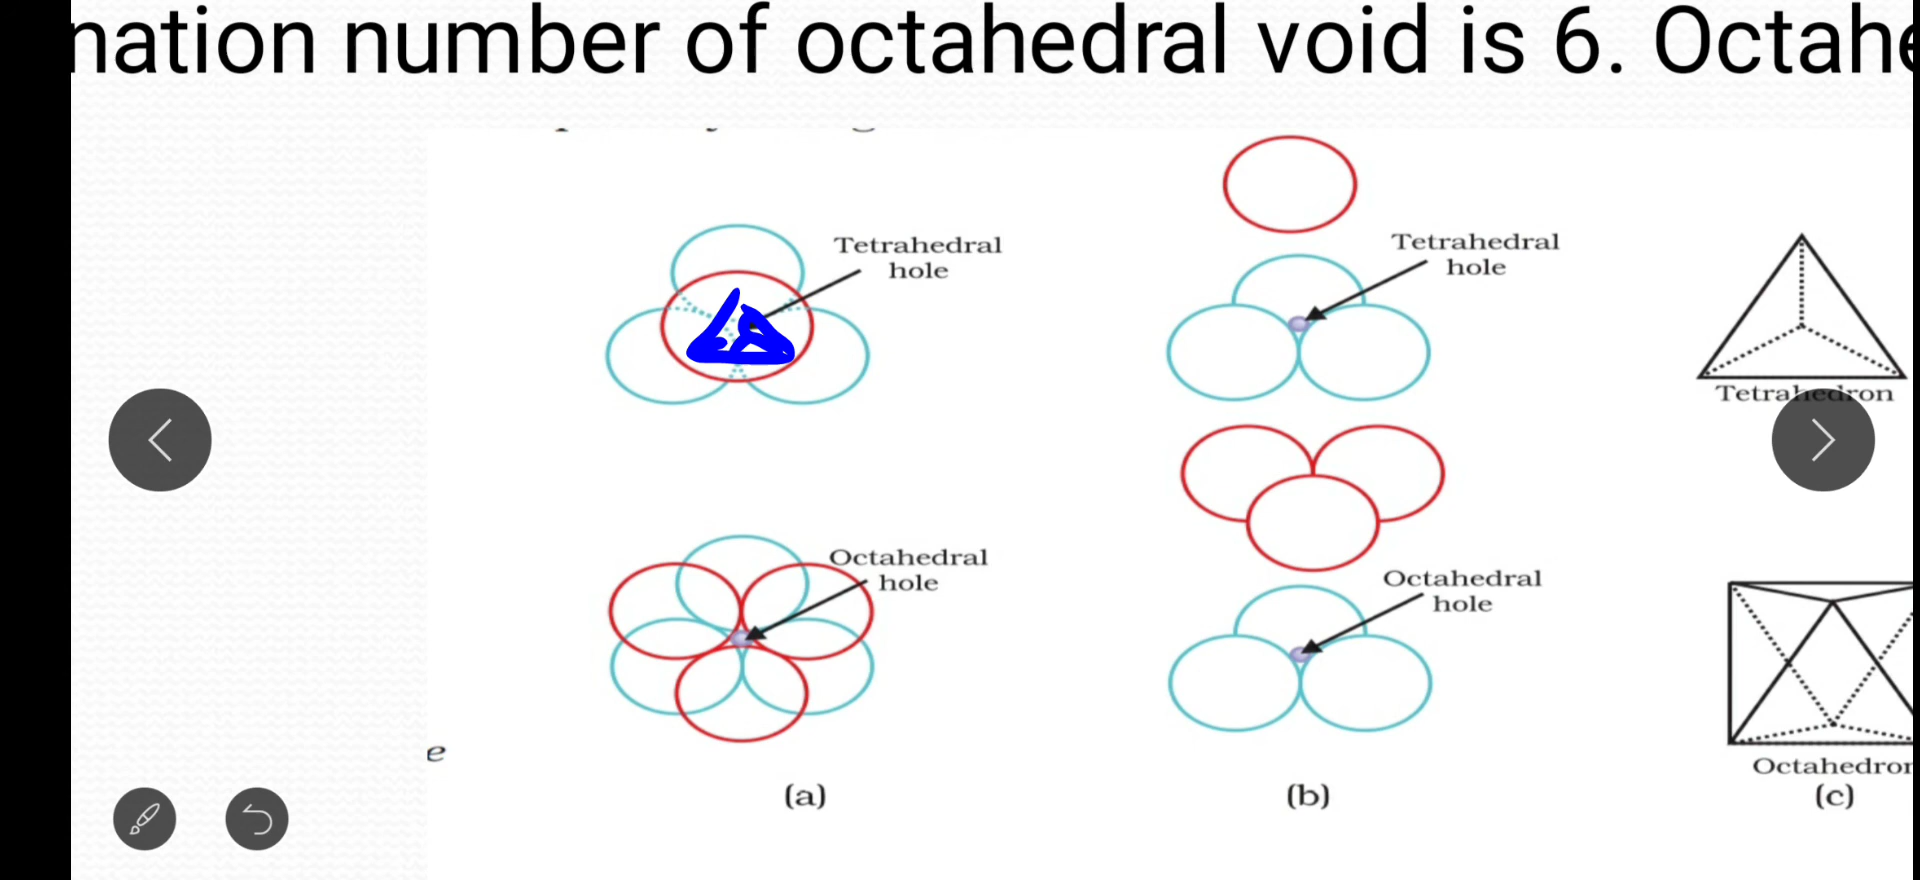 nation number of octahedral void is 6. Octahe
Tetrahedral
hole
Tetrahedral
hole
Tetrahedron
Octahedral
hole
Octahedral
hole
Octahedron
e
(a)
(b)
(c)